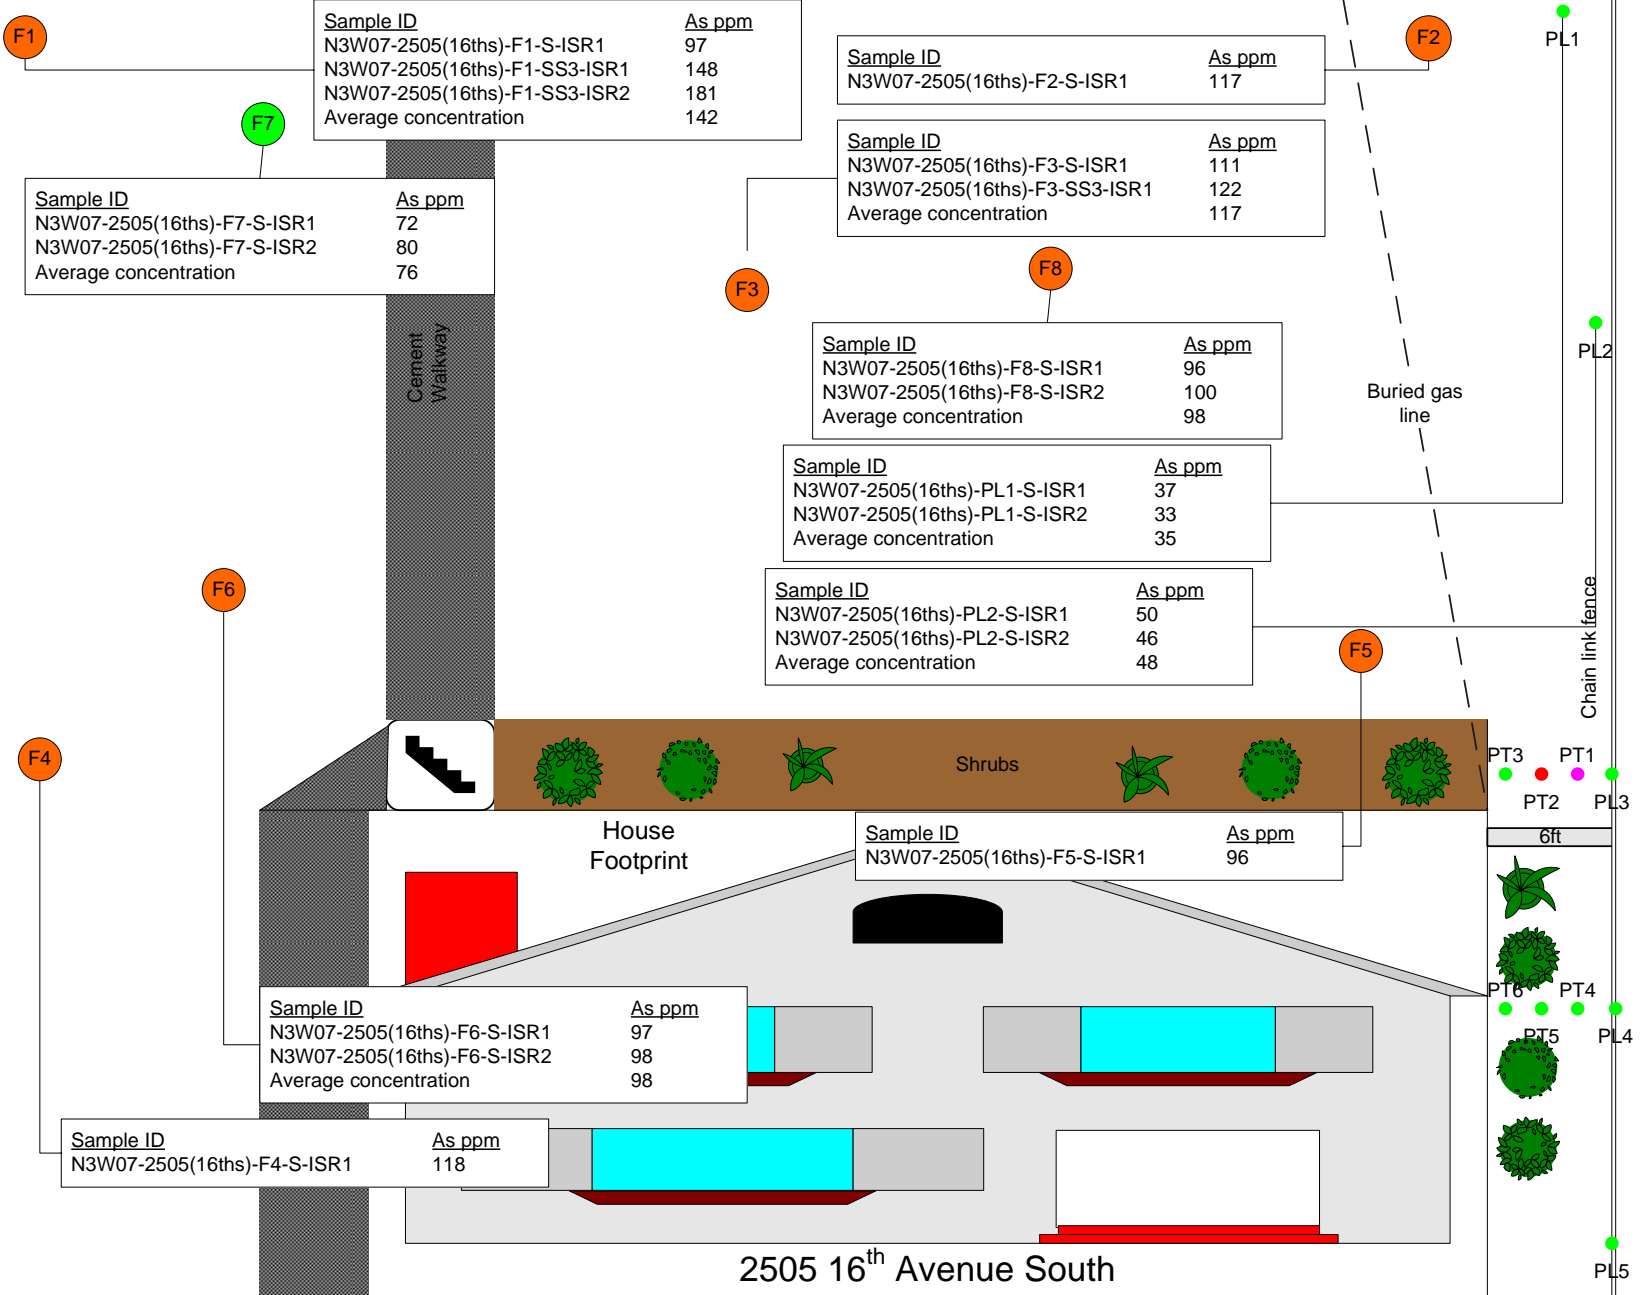 F1
Sample ID As ppm
N3W07-2505(16ths)-F1-S-ISR1 97
N3W07-2505(16ths)-F1-SS3-ISR1 148
N3W07-2505(16ths)-F1-SS3-ISR2 181
Average concentration 142
F2
Sample ID As ppm
N3W07-2505(16ths)-F2-S-ISR1 117
PL1
F7
Sample ID As ppm
N3W07-2505(16ths)-F7-S-ISR1 72
N3W07-2505(16ths)-F7-S-ISR2 80
Average concentration 76
Sample ID As ppm
N3W07-2505(16ths)-F3-S-ISR1 111
N3W07-2505(16ths)-F3-SS3-ISR1 122
Average concentration 117
F3
F8
Sample ID As ppm
N3W07-2505(16ths)-F8-S-ISR1 96
N3W07-2505(16ths)-F8-S-ISR2 100
Average concentration 98
PL2
Cement
Walkway
Buried gas
line
Sample ID As ppm
N3W07-2505(16ths)-PL1-S-ISR1 37
N3W07-2505(16ths)-PL1-S-ISR2 33
Average concentration 35
F6
Sample ID As ppm
N3W07-2505(16ths)-PL2-S-ISR1 50
N3W07-2505(16ths)-PL2-S-ISR2 46
Average concentration 48
F5
Chain link fence
F4
Shrubs
PT3 PT1
PT2 PL3
House
Footprint
Sample ID As ppm
N3W07-2505(16ths)-F5-S-ISR1 96
6ft
PT6 PT4
PT5 PL4
Sample ID As ppm
N3W07-2505(16ths)-F6-S-ISR1 97
N3W07-2505(16ths)-F6-S-ISR2 98
Average concentration 98
Sample ID As ppm
N3W07-2505(16ths)-F4-S-ISR1 118
2505 16th Avenue South
PL5